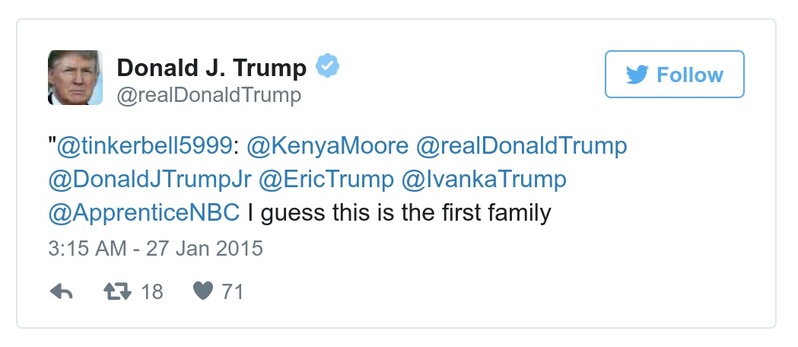 Donald J. Trump
@realDonaldTrump
Follow
"@tinkerbell5999: @KenyaMoore @realDonaldTrump
@DonaldJTrumpJr @EricTrump @IvankaTrump
@ApprenticeNBC I guess this is the first family
3:15 AM - 27 Jan 2015
18 71